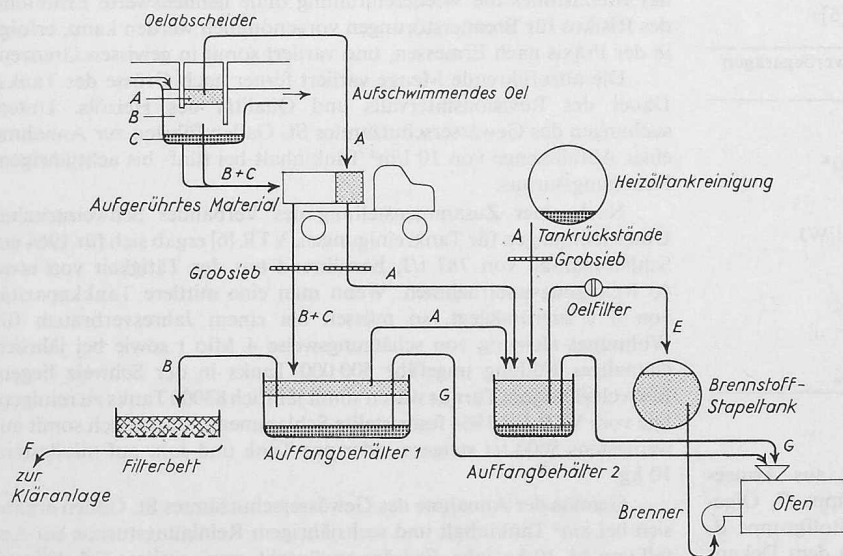 Oelabscheider
Aufschwimmendes Oel
A
B
C
A
B+C
Aufgerührtes Material
Heizöltankreinigung
A
Tankrückstände
Grobsieb
Grobsieb
Oelfilter
B+C
A
E
B
G
Brennstoff-
Stapeltank
F
zur
Kläranlage
Filterbett
Auffangbehälter 1
Auffangbehälter 2
G
Brenner
Ofen